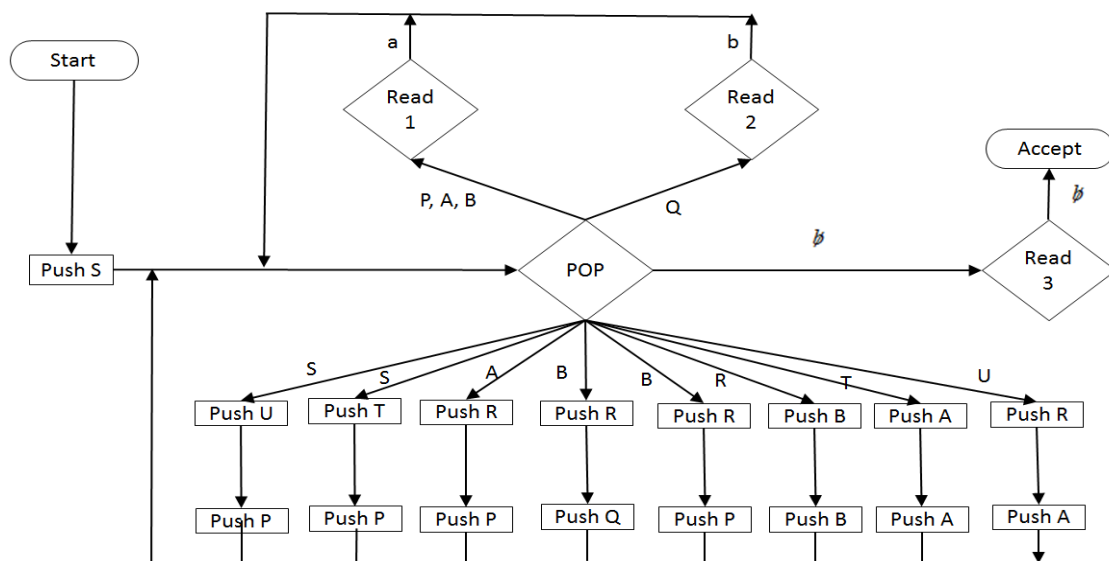 a
b
Start
Read
1
Read
2
Accept
P, A, B
Q
ƀ
ƀ
Push S
POP
Read
3
S
S
A
B
B
R
T
U
Push U
Push T
Push R
Push R
Push R
Push B
Push A
Push R
Push P
Push P
Push P
Push Q
Push P
Push B
Push A
Push A